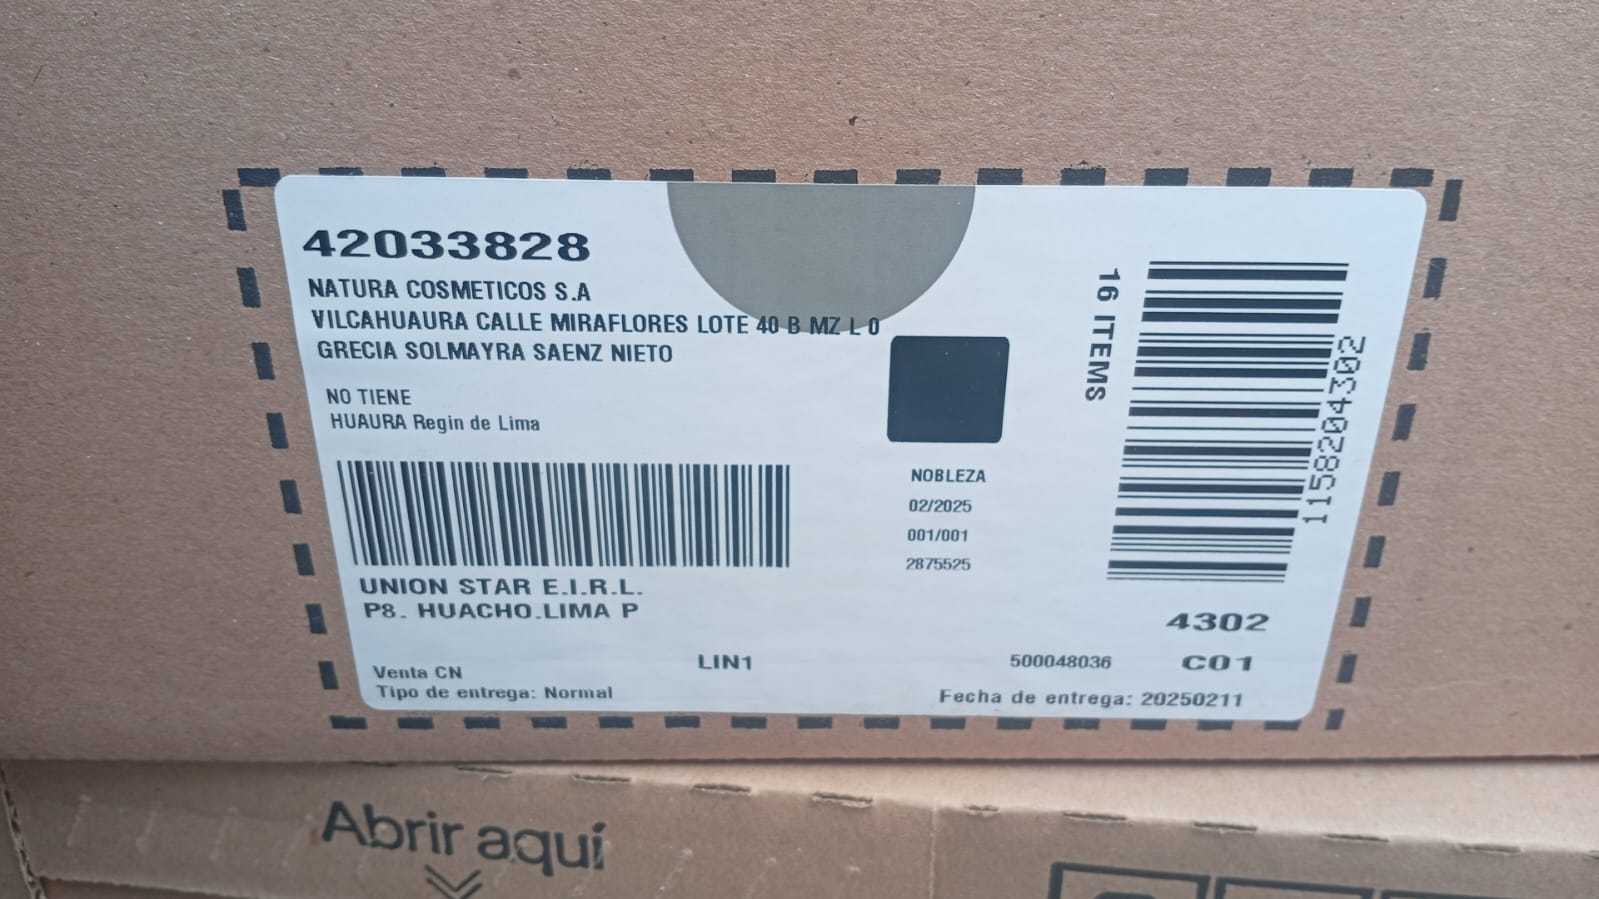 42033828
NATURA COSMETICOS S.A
VILCAHUAURA CALLE MIRAFLORES LOTE 40 B MZ L 0
GRECIA SOLMAYRA SAENZ NIETO
NO TIENE
HUAURA Regin de Lima
16 ITEMS
1158204302
NOBLEZA
02/2025
001/001
2875525
UNION STAR E.I.R.L.
P8. HUACHO.LIMA P
4302
LIN1
500048036
C01
Venta CN
Tipo de entrega: Normal
Fecha de entrega: 20250211
Abrir aquí